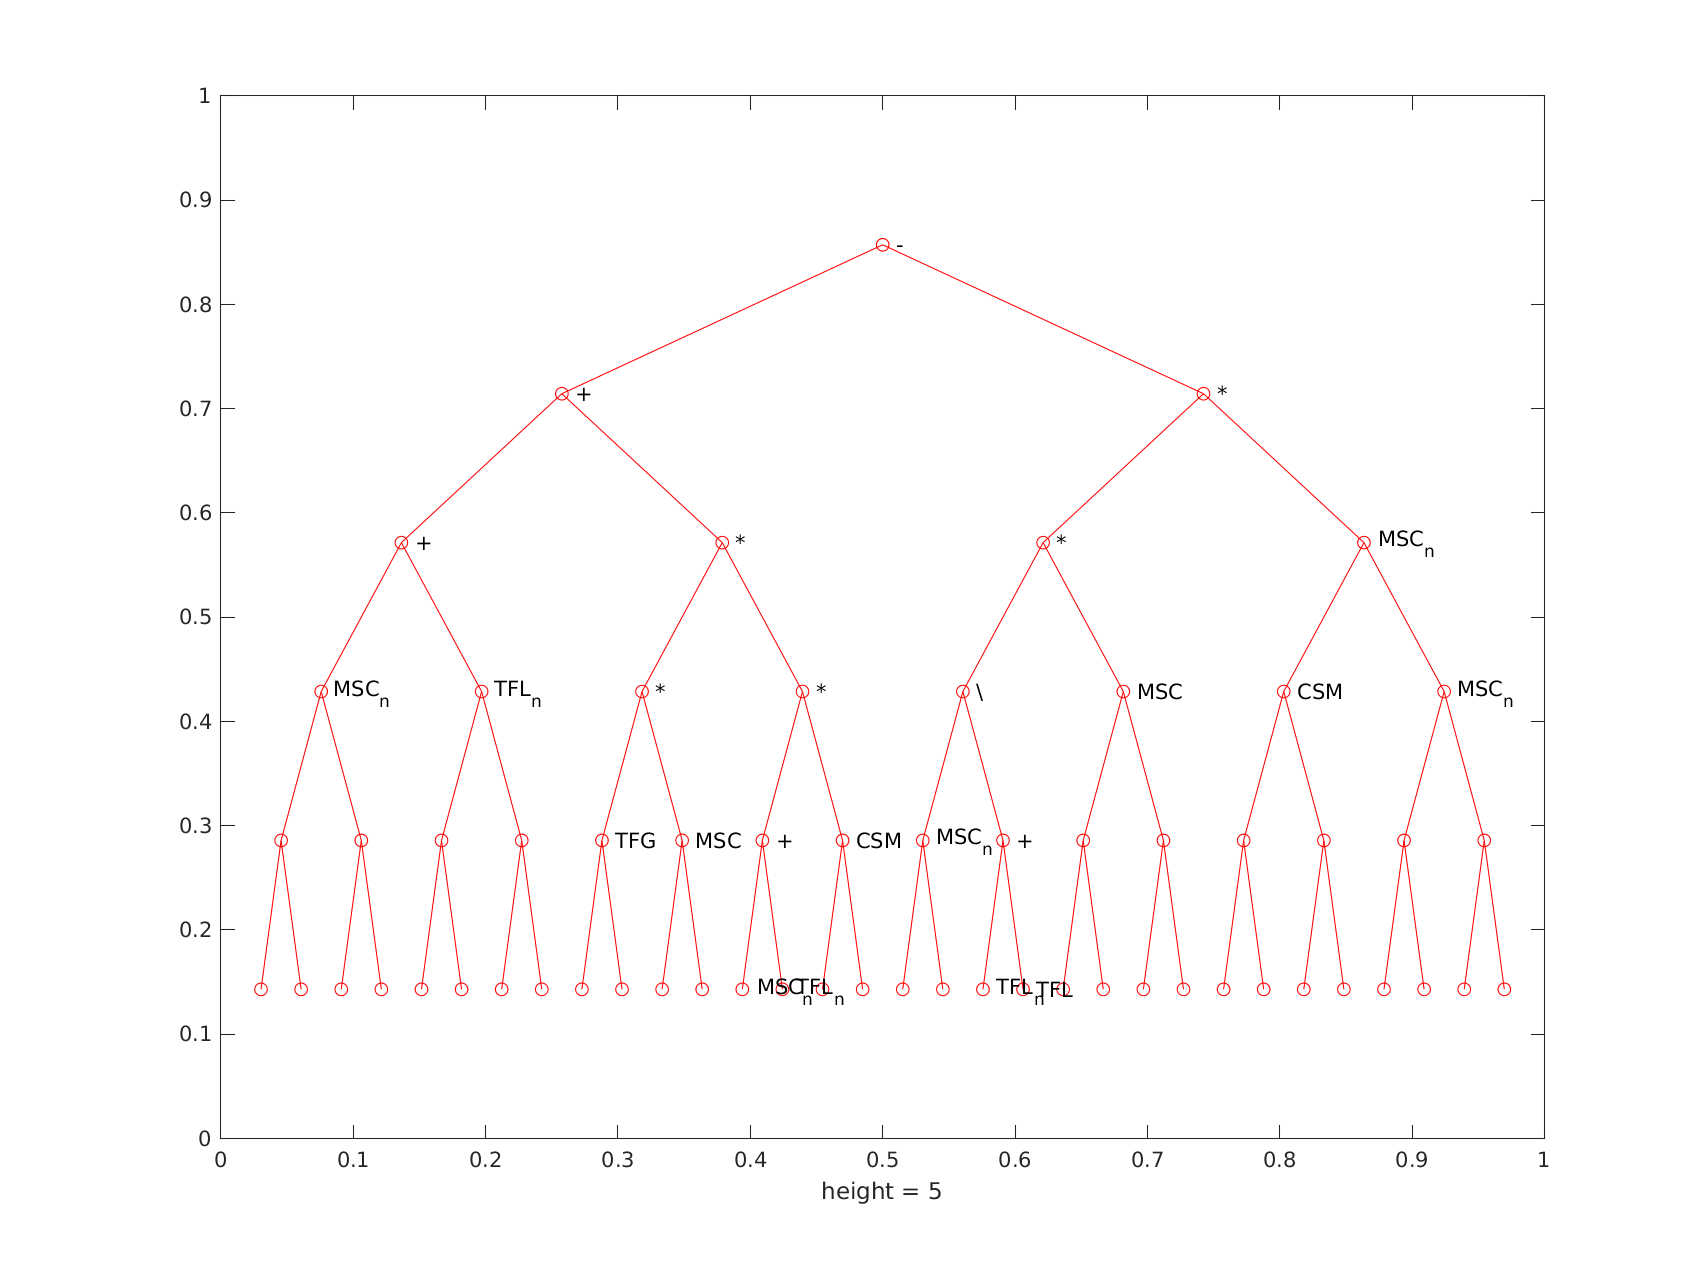 1
0.9
-
0.8
+ *
0.7
0.6
+ * * MSCn
0.5
MSCn TFLn * * \ MSC CSM MSCn
0.4
0.3
TFG MSC + CSM MSCn +
0.2
MSCn TFLn TFLn TFL
0.1
0
0 0.1 0.2 0.3 0.4 0.5 0.6 0.7 0.8 0.9 1
height = 5